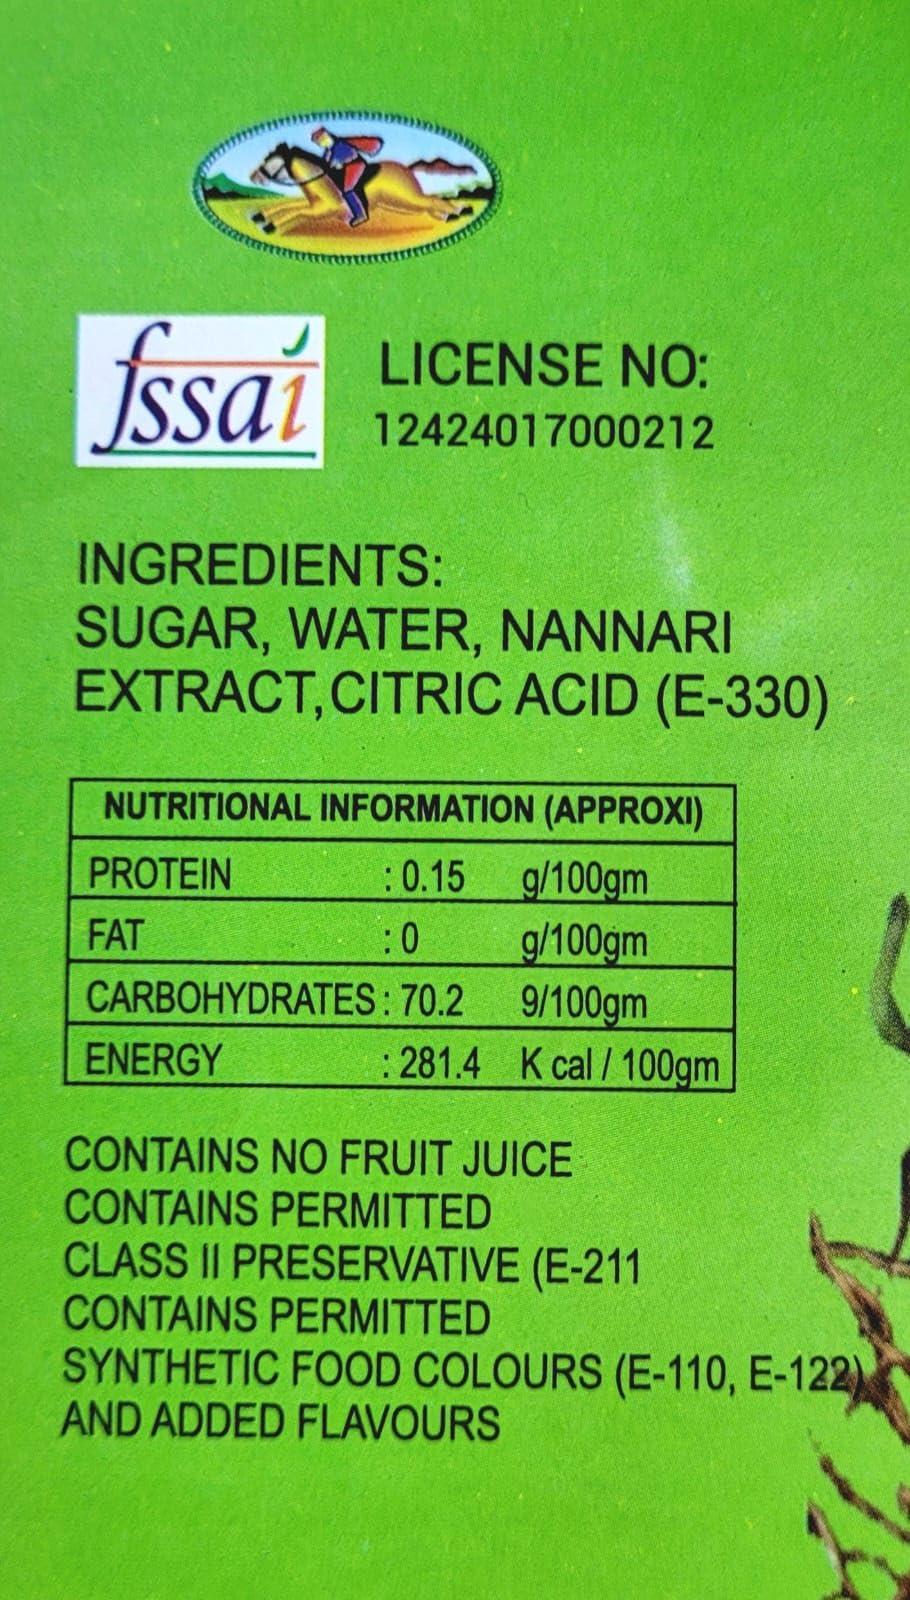 fssai
LICENSE NO:
12424017000212
INGREDIENTS:
SUGAR, WATER, NANNARI
EXTRACT,CITRIC ACID (E-330)
NUTRITIONAL INFORMATION (APPROXI)
PROTEIN : 0.15 g/100gm
FAT : 0 g/100gm
CARBOHYDRATES : 70.2 9/100gm
ENERGY : 281.4 K cal / 100gm
CONTAINS NO FRUIT JUICE
CONTAINS PERMITTED
CLASS II PRESERVATIVE (E-211
CONTAINS PERMITTED
SYNTHETIC FOOD COLOURS (E-110, E-122)
AND ADDED FLAVOURS